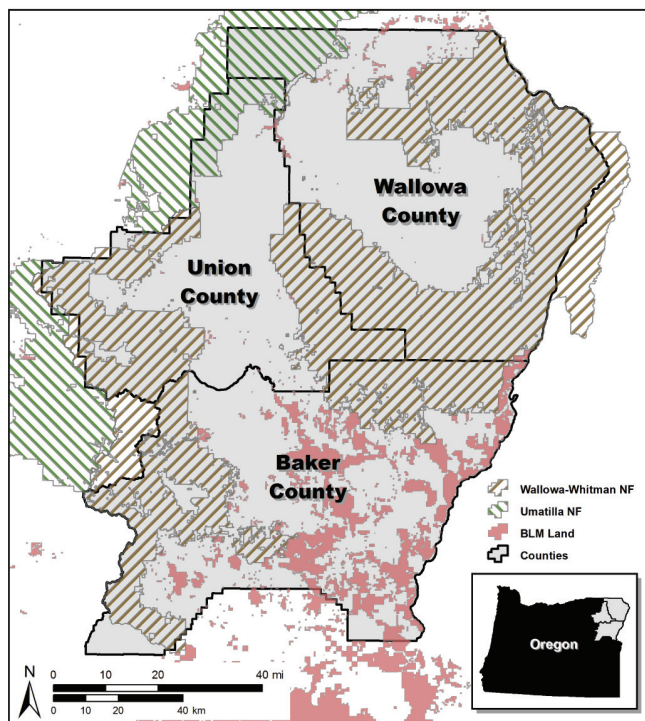 Wallowa
County
Union
County
Baker
County
Wallowa-Whitman NF
Umatilla NF
BLM Land
Counties
Oregon
N
0 10 20 40 mi
0 10 20 40 km